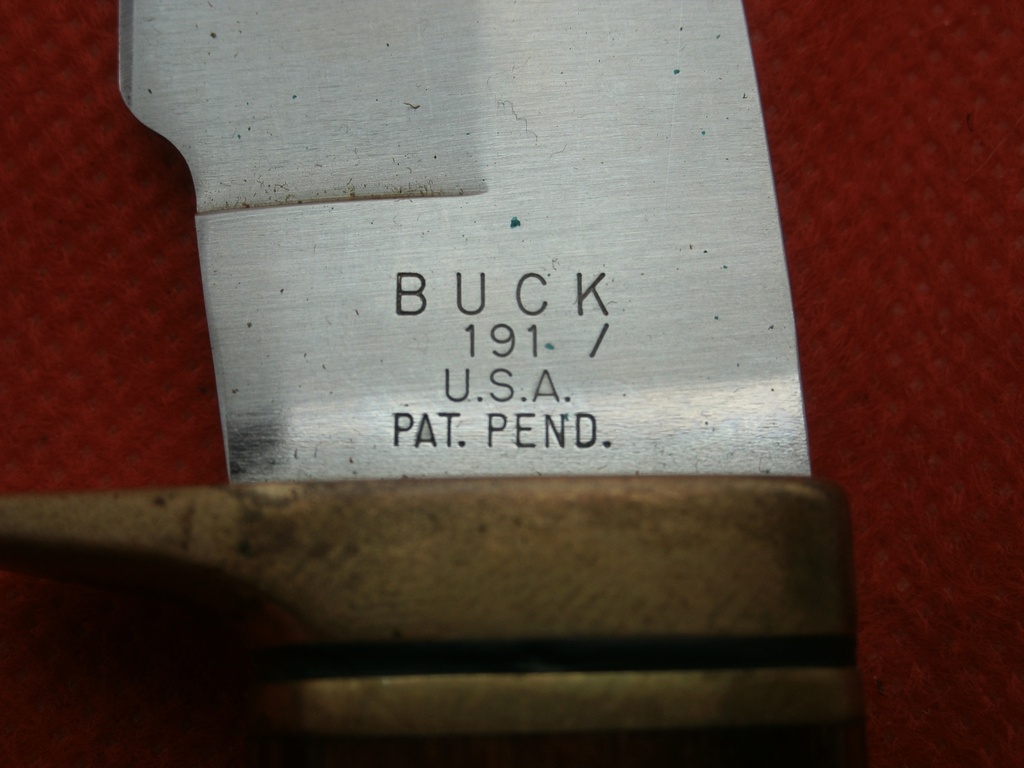 BUCK
191 /
U.S.A.
PAT. PEND.